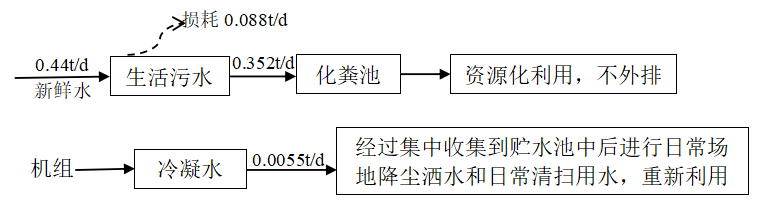 损耗 0.088t/d
0.44t/d
新鲜水
生活污水
0.352t/d
化粪池
资源化利用，不外排
机组
冷凝水
0.0055t/d
经过集中收集到贮水池中后进行日常场
地降尘洒水和日常清扫用水，重新利用